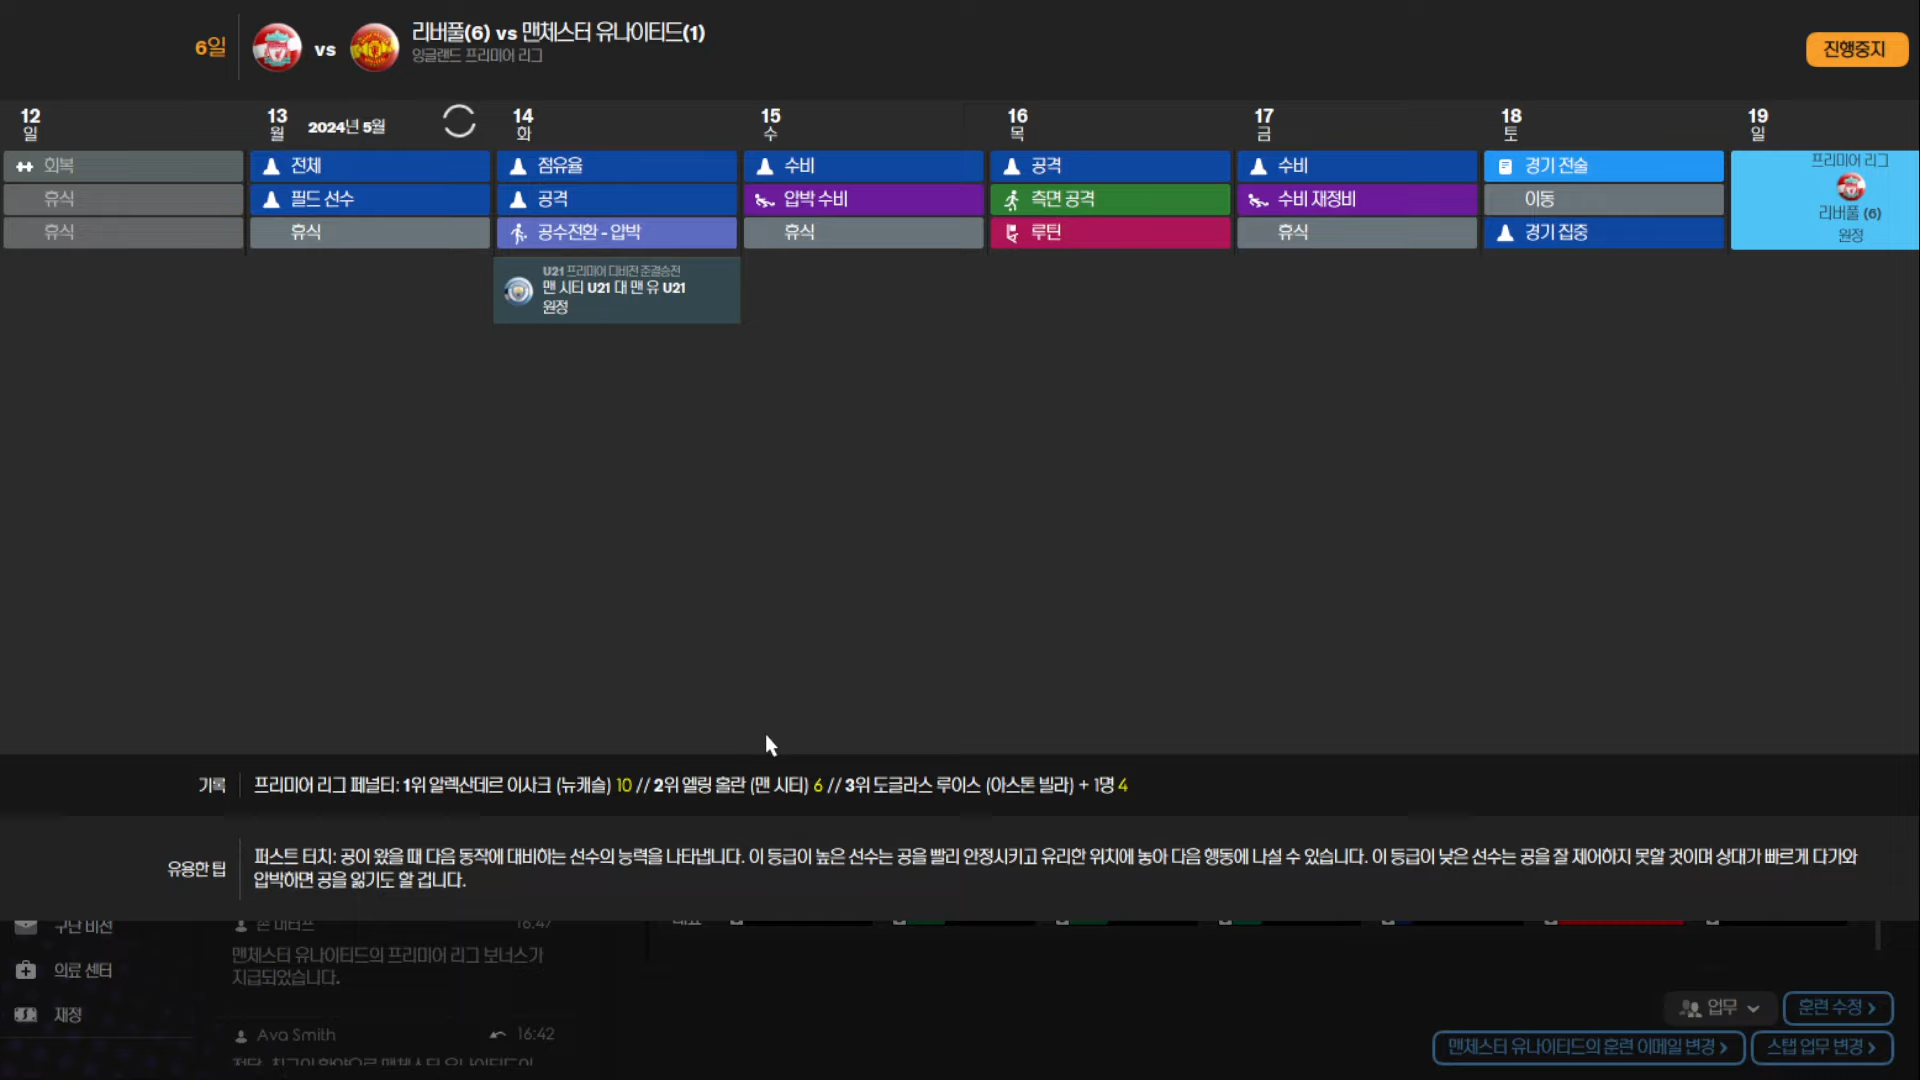 6일
vs
리버풀(6) vs 맨체스터 유나이티드(1)
잉글랜드 프리미어 리그
진행중지
12
일
13
월
2024년 5월
14
화
15
수
16
목
17
금
18
토
19
일
회복
전체
점유율
수비
공격
수비
경기 전술
휴식
필드 선수
공격
압박 수비
측면 공격
수비 재정비
이동
휴식
휴식
공수전환 - 압박
휴식
루틴
휴식
경기 집중
프리미어 리그
리버풀 (6)
원정
U21 프리미어 디비전 준결승전
맨 시티 U21 대 맨 유 U21
원정
기록
프리미어 리그 페널티: 1위 알렉산데르 이사크 (뉴캐슬) 10 // 2위 엘링 홀란 (맨 시티) 6 // 3위 도글라스 루이스 (아스톤 빌라) + 1명 4
유용한 팁
퍼스트 터치: 공이 왔을 때 다음 동작에 대비하는 선수의 능력을 나타냅니다. 이 등급이 높은 선수는 공을 빨리 안정시키고 유리한 위치에 놓아 다음 행동에 나설 수 있습니다. 이 등급이 낮은 선수는 공을 잘 제어하지 못할 것이며 상대가 빠르게 다가와
압박하면 공을 잃기도 할 겁니다.
구단 비전
16:47
맨체스터 유나이티드의 프리미어 리그 보너스가
지급되었습니다.
의료 센터
재정
Ava Smith
16:42
업무
훈련 수정
맨체스터 유나이티드의 훈련 이메일 변경
스탭 업무 변경